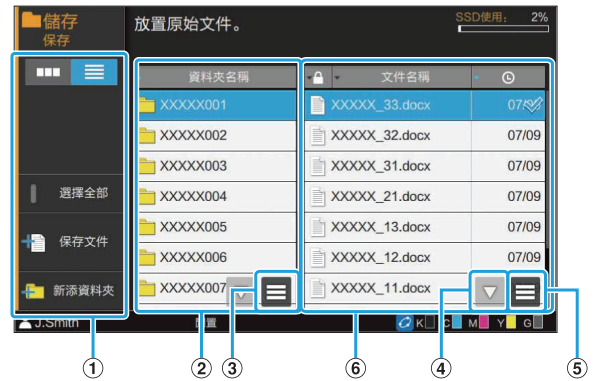 儲存
保存
放置原始文件。
SSD使用： 2%
資料夾名稱
文件名稱
XXXXX001
XXXXX_33.docx 07/
XXXXX002
XXXXX_32.docx 07/09
XXXXX003
XXXXX_31.docx 07/09
選擇全部
XXXXX004
XXXXX_21.docx 07/09
XXXXX005
XXXXX_13.docx 07/09
保存文件
XXXXX006
XXXXX_12.docx 07/09
新添資料夾
XXXXX007
XXXXX_11.docx
J.Smith
配置
K C M Y G
① ② ③ ⑥ ④ ⑤